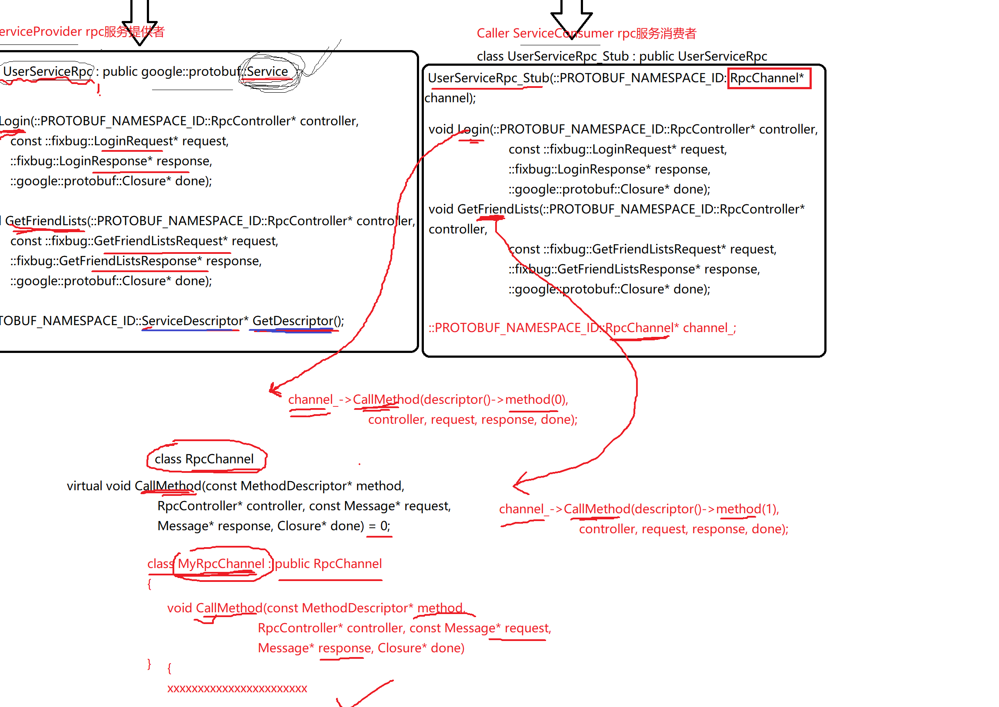 erviceProvider rpc服务提供者
UserServiceRpc : public google::protobuf::Service
Login(::PROTOBUF_NAMESPACE_ID::RpcController* controller,
const ::fixbug::LoginRequest* request,
::fixbug::LoginResponse* response,
::google::protobuf::Closure* done);
d GetFriendLists(::PROTOBUF_NAMESPACE_ID::RpcController* controller,
const ::fixbug::GetFriendListsRequest* request,
::fixbug::GetFriendListsResponse* response,
::google::protobuf::Closure* done);
TOBUF_NAMESPACE_ID::ServiceDescriptor* GetDescriptor();
Caller ServiceConsumer rpc服务消费者
class UserServiceRpc_Stub : public UserServiceRpc
UserServiceRpc_Stub(::PROTOBUF_NAMESPACE_ID::RpcChannel*
channel);
void Login(::PROTOBUF_NAMESPACE_ID::RpcController* controller,
const ::fixbug::LoginRequest* request,
::fixbug::LoginResponse* response,
::google::protobuf::Closure* done);
void GetFriendLists(::PROTOBUF_NAMESPACE_ID::RpcController*
controller,
const ::fixbug::GetFriendListsRequest* request,
::fixbug::GetFriendListsResponse* response,
::google::protobuf::Closure* done);
::PROTOBUF_NAMESPACE_ID::RpcChannel* channel_;
channel_->CallMethod(descriptor()->method(0),
controller, request, response, done);
class RpcChannel
virtual void CallMethod(const MethodDescriptor* method,
RpcController* controller, const Message* request,
Message* response, Closure* done) = 0;
channel_->CallMethod(descriptor()->method(1),
controller, request, response, done);
class MyRpcChannel : public RpcChannel
{
void CallMethod(const MethodDescriptor* method,
RpcController* controller, const Message* request,
Message* response, Closure* done)
} {
xxxxxxxxxxxxxxxxxxxxxxx